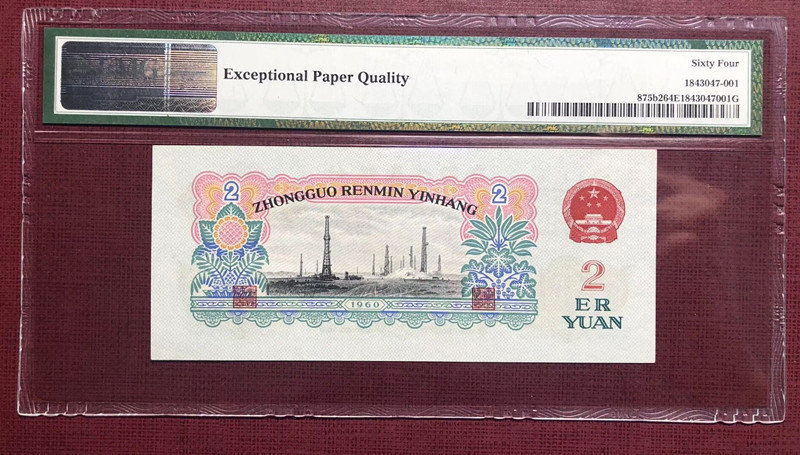 Exceptional Paper Quality
Sixty Four
1843047-001
875b264E1843047001G
2
2
ZHONGGUO RENMIN YINHANG
1960
2
ER
YUAN